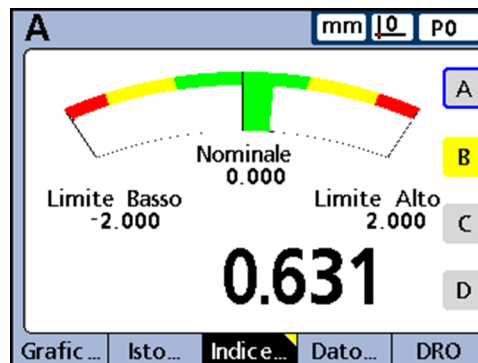 A mm 0 P0
A
Nominale
0.000
B
Limite Basso Limite Alto
-2.000 2.000
C
0.631
D
Grafic... Isto... Indice... Dato... DRO